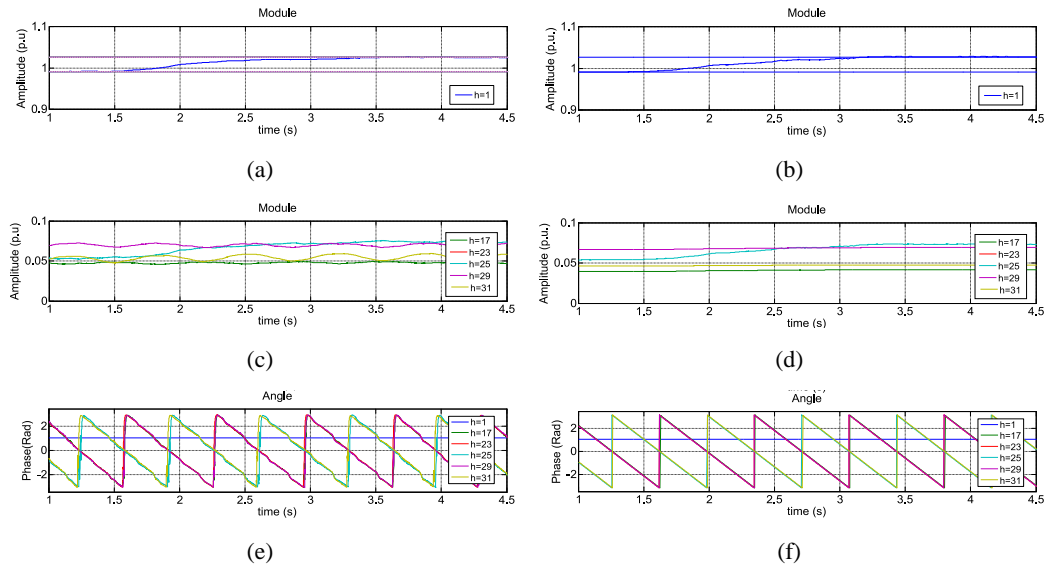 Module
1.1
1
0.9
Amplitude (p.u)
h=1
1 1.5 2 2.5 3 3.5 4 4.5
time (s)
(a)
Module
1.1
1
0.9
Amplitude (p.u.)
h=1
1 1.5 2 2.5 3 3.5 4 4.5
time (s)
(b)
Module
0.1
0.05
0
Amplitude (p.u)
h=17
h=23
h=25
h=29
h=31
1 1.5 2 2.5 3 3.5 4 4.5
time (s)
(c)
Module
0.1
0.05
0
Amplitude (p.u.)
h=17
h=23
h=25
h=29
h=31
1 1.5 2 2.5 3 3.5 4 4.5
time (s)
(d)
Angle
2
0
-2
Phase(Rad)
h=1
h=17
h=23
h=25
h=29
h=31
1 1.5 2 2.5 3 3.5 4 4.5
time (s)
(e)
Angle
2
0
-2
Phase (Rad)
h=1
h=17
h=23
h=25
h=29
h=31
1 1.5 2 2.5 3 3.5 4 4.5
time (s)
(f)